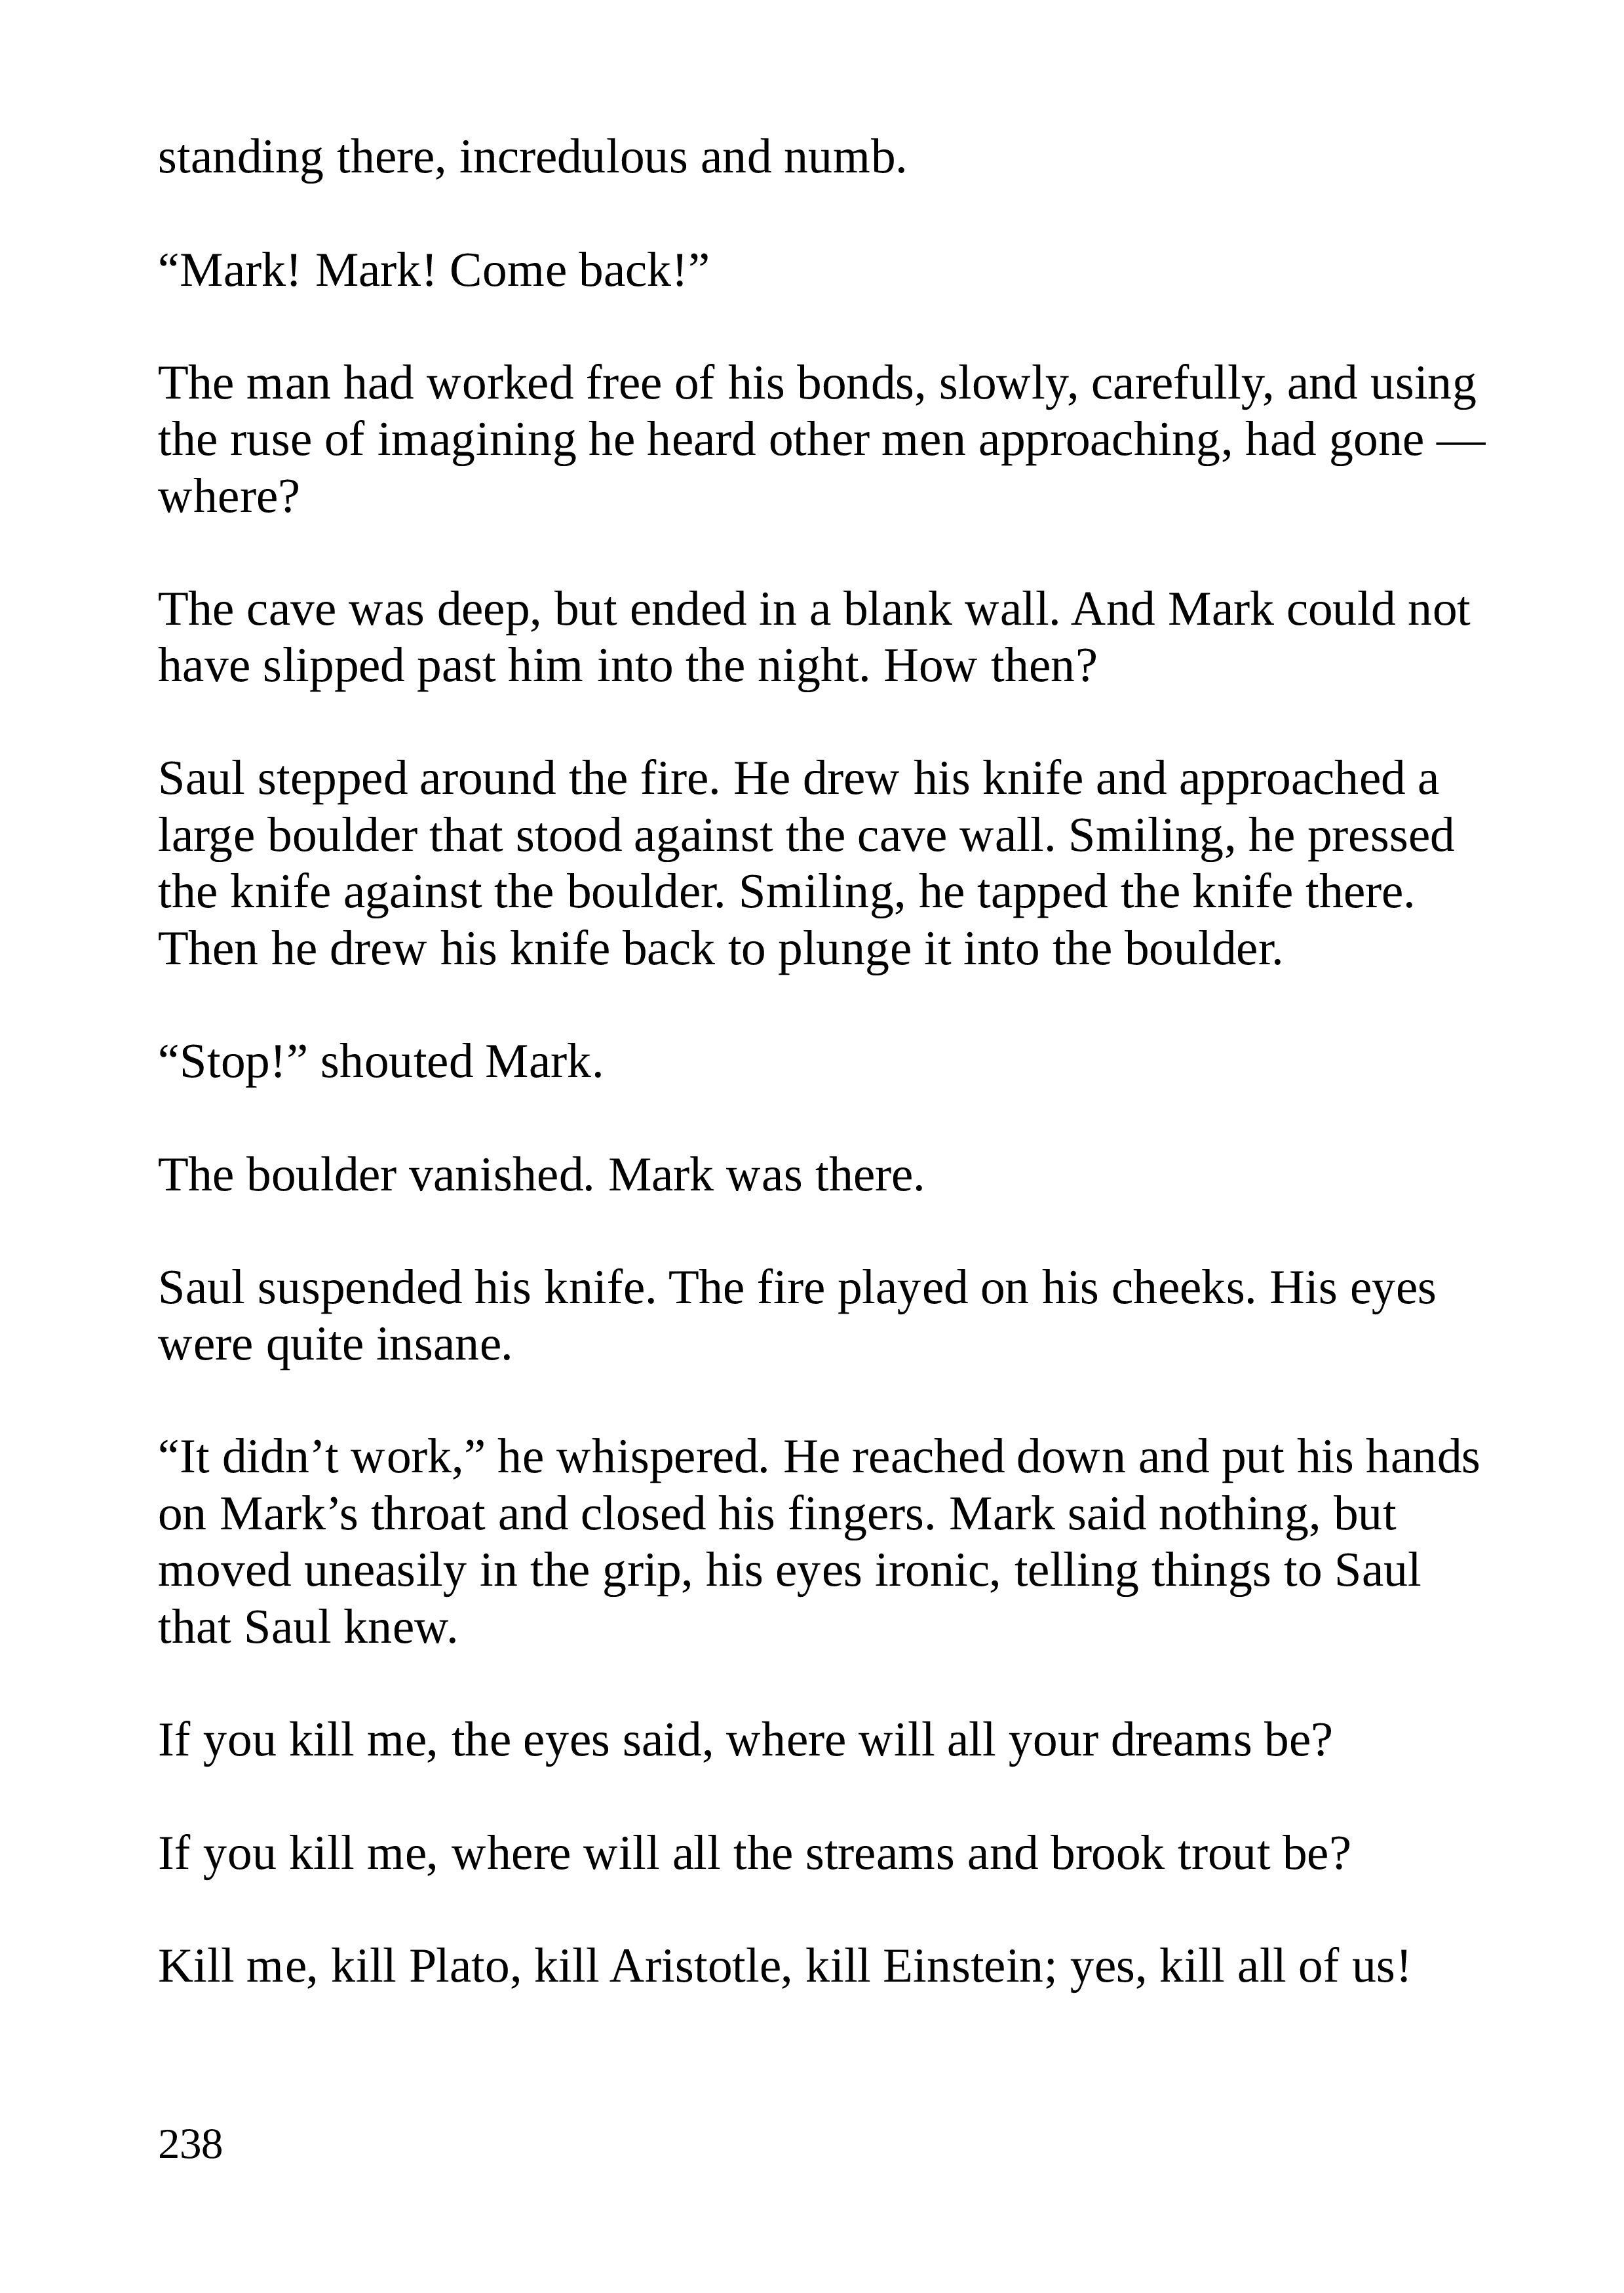 standing there, incredulous and numb.
“Mark! Mark! Come back!”
The man had worked free of his bonds, slowly, carefully, and using
the ruse of imagining he heard other men approaching, had gone —
where?
The cave was deep, but ended in a blank wall. And Mark could not
have slipped past him into the night. How then?
Saul stepped around the fire. He drew his knife and approached a
large boulder that stood against the cave wall. Smiling, he pressed
the knife against the boulder. Smiling, he tapped the knife there.
Then he drew his knife back to plunge it into the boulder.
“Stop!” shouted Mark.
The boulder vanished. Mark was there.
Saul suspended his knife. The fire played on his cheeks. His eyes
were quite insane.
“It didn’t work,” he whispered. He reached down and put his hands
on Mark’s throat and closed his fingers. Mark said nothing, but
moved uneasily in the grip, his eyes ironic, telling things to Saul
that Saul knew.
If you kill me, the eyes said, where will all your dreams be?
If you kill me, where will all the streams and brook trout be?
Kill me, kill Plato, kill Aristotle, kill Einstein; yes, kill all of us!
238